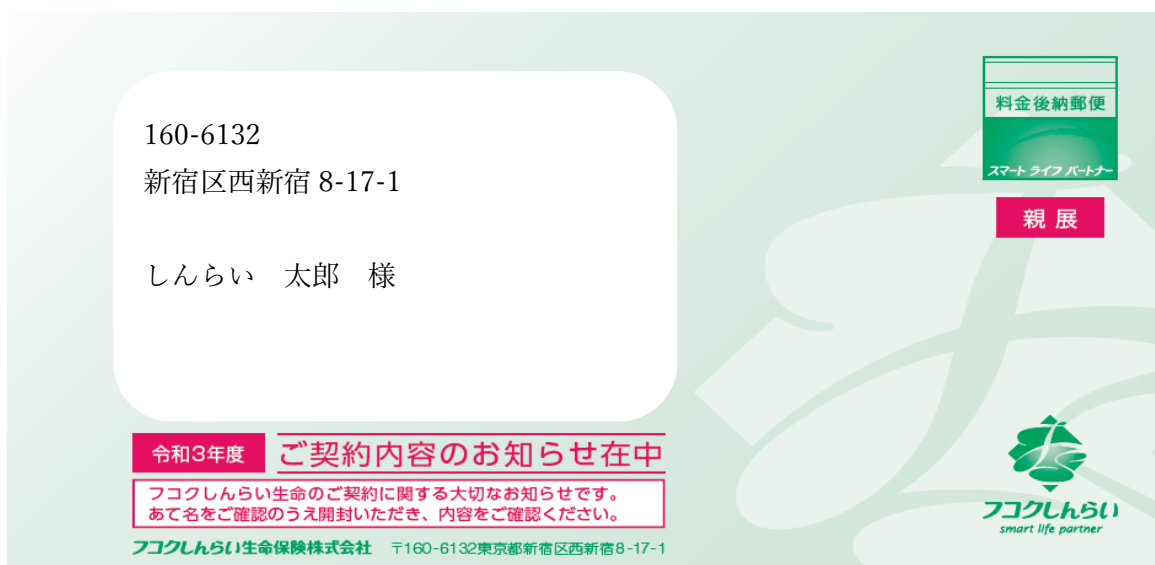 160-6132
新宿区西新宿 8-17-1
しんらい　太郎　様
料金後納郵便
スマート ライフ パートナー
親展
令和3年度 ご契約内容のお知らせ在中
フコクしんらい生命のご契約に関する大切なお知らせです。
あて名をご確認のうえ開封いただき、内容をご確認ください。
フコクしんらい生命保険株式会社 〒160-6132東京都新宿区西新宿8-17-1
フコクしんらい
smart life partner